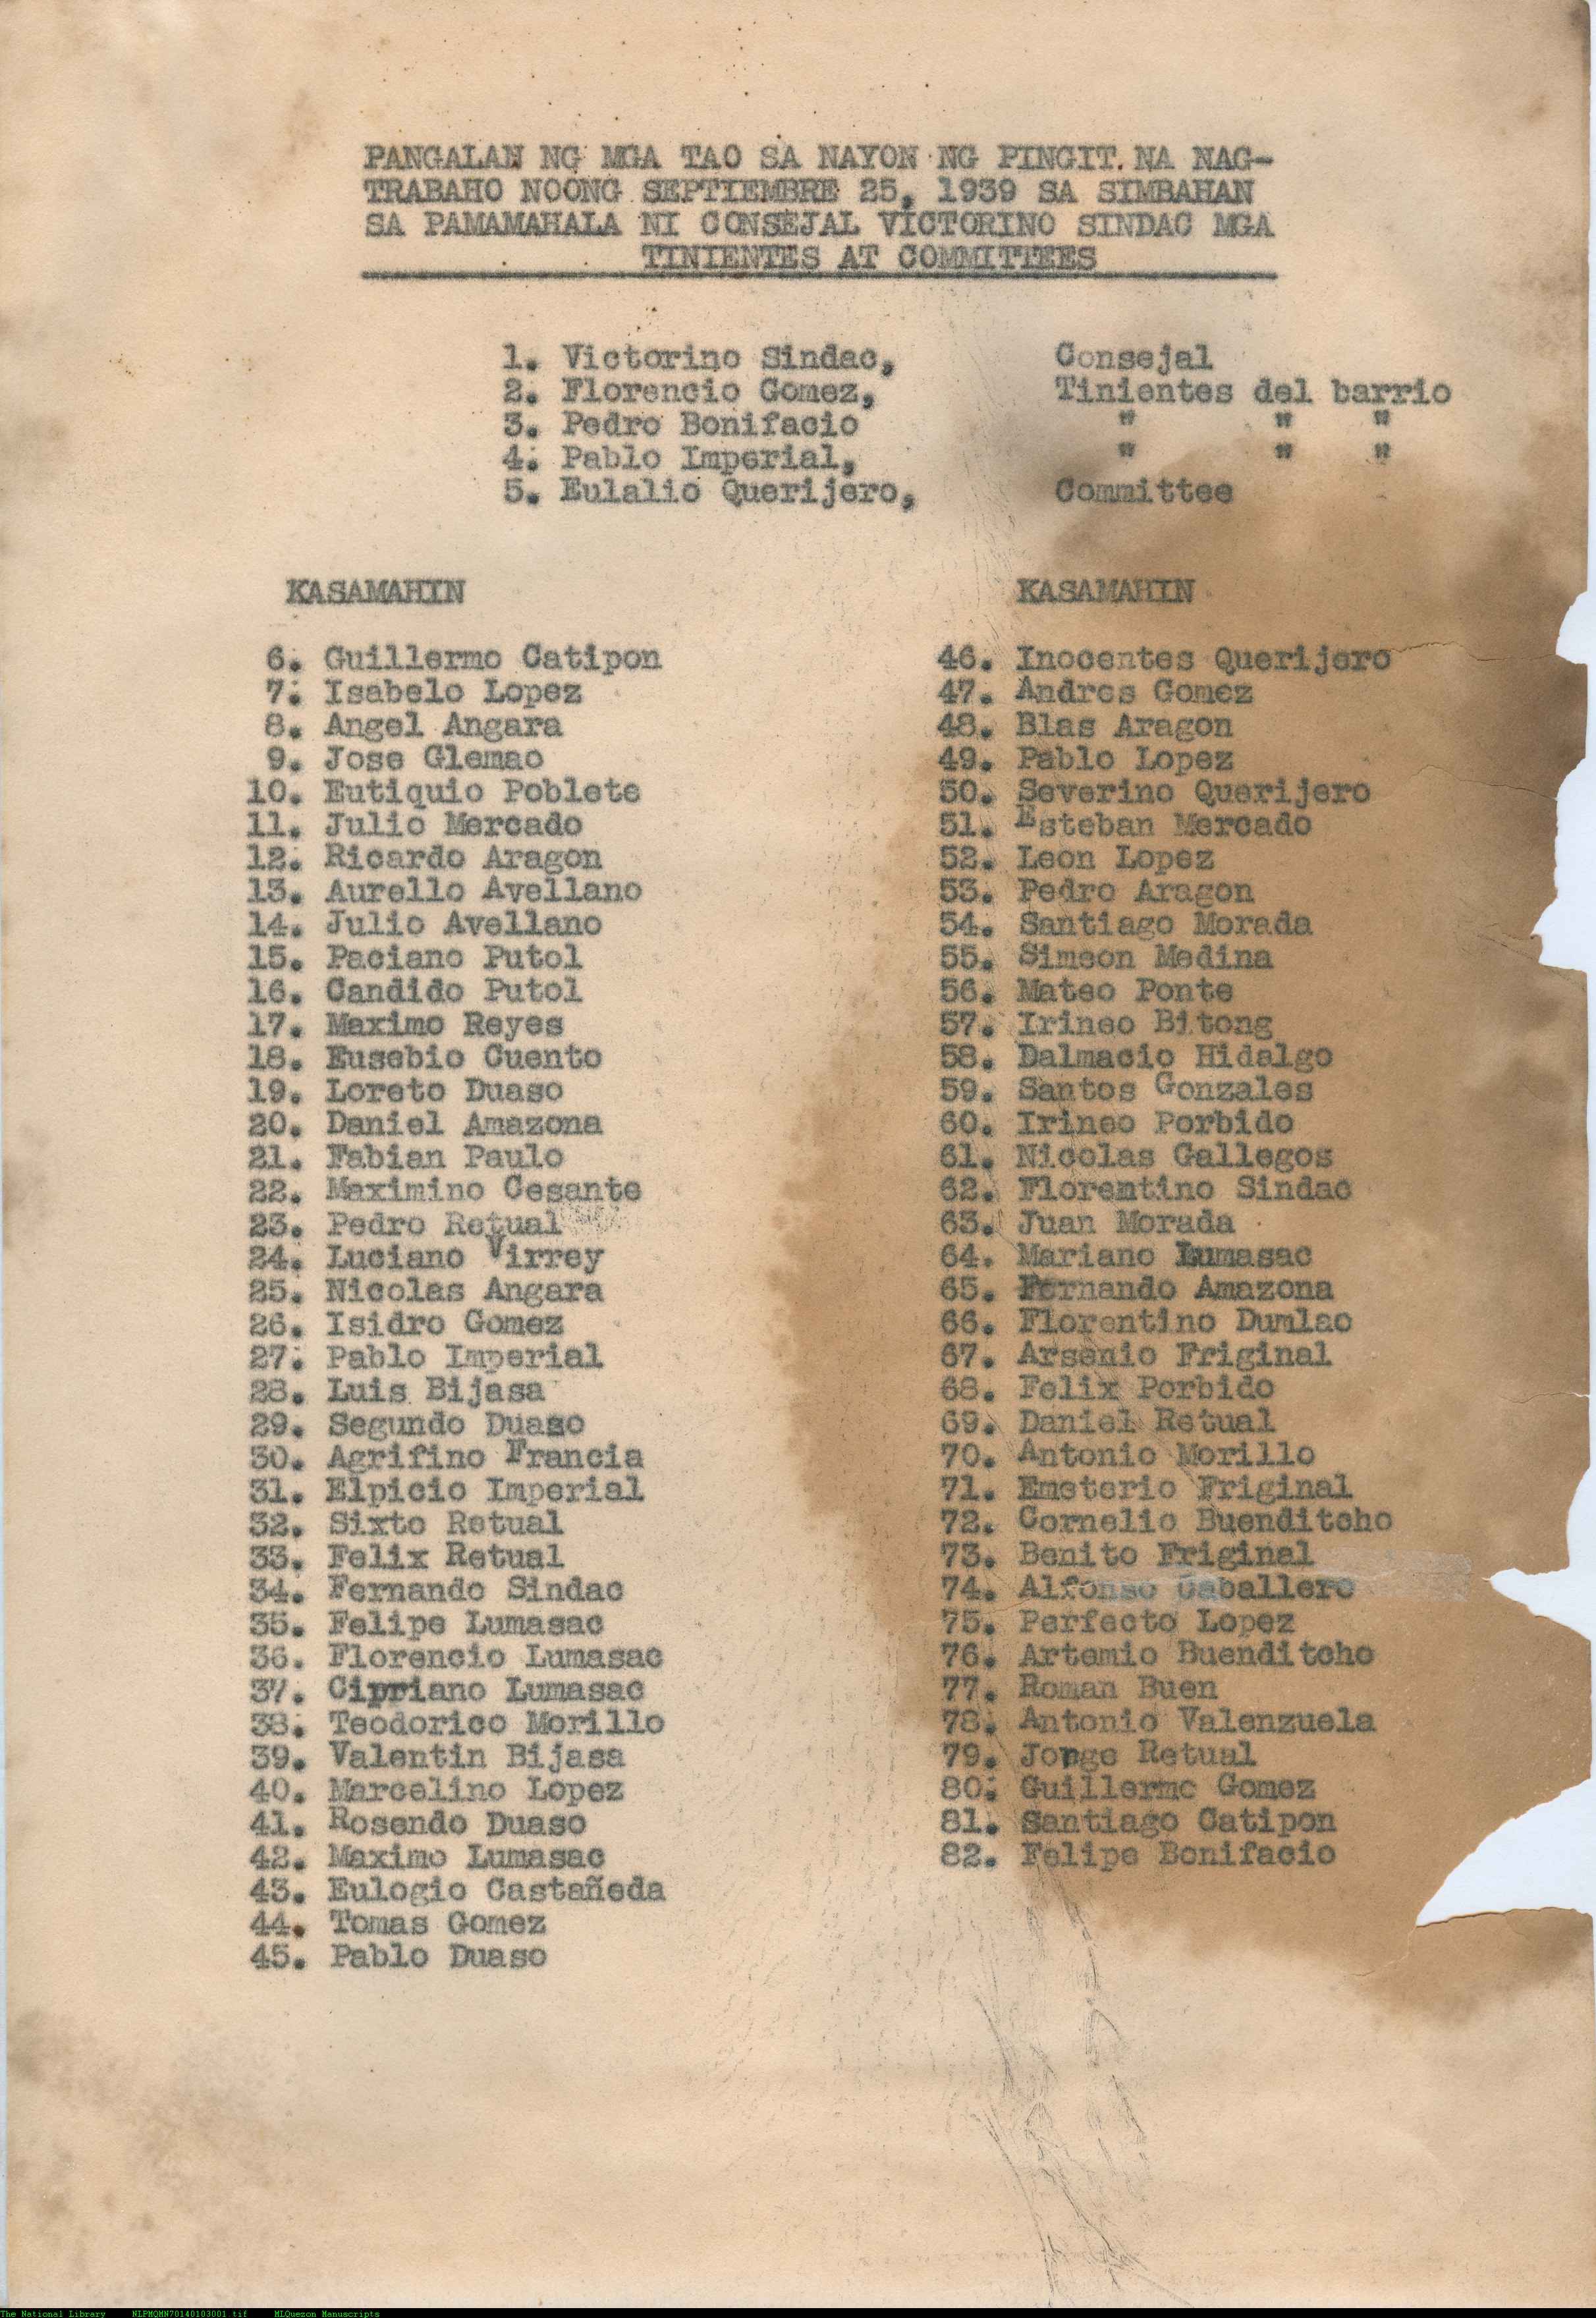 PANGALAN NG MGA TAO SA NAYON NG PINGIT. NA NAG-
TRABAHO NOONG SEPTIEMBRE 25, 1939 SA SIMBAHAN
SA PAMAMAHALA NI CONSEJAL VICTORINO SINDAC MGA
TINIENTES AT COMMITTEES
1. Victorino Sindac, Consejal
2. Florencio Gomez, Tinientes del barrio
3. Pedro Bonifacio " " "
4. Pablo Imperial, " " "
5. Eulalio Querijero, Committee
KASAMAHIN
6. Guillermo Catipon
7. Isabelo Lopez
8. Angel Angara
9. Jose Glemao
10. Eutiquio Poblete
11. Julio Mercado
12. Ricardo Aragon
13. Aurello Avellano
14. Julio Avellano
15. Paciano Putol
16. Candido Putol
17. Maximo Reyes
18. Eusebio Cuento
19. Loreto Duaso
20. Daniel Amazona
21. Fabian Paulo
22. Maximino Cesante
23. Pedro Retual
24. Luciano Virrey
25. Nicolas Angara
26. Isidro Gomez
27. Pablo Imperial
28. Luis Bijasa
29. Segundo Duaso
30. Agrifino Francia
31. Elpicio Imperial
32. Sixto Retual
33. Felix Retual
34. Fernando Sindac
35. Felipe Lumasac
36. Florencio Lumasac
37. Cipriano Lumasac
38. Teodorico Morillo
39. Valentin Bijasa
40. Marcelino Lopez
41. Rosendo Duaso
42. Maximo Lumasac
43. Eulogio Castañeda
44. Tomas Gomez
45. Pablo Duaso
KASAMAHIN
46. Inocentes Querijero
47. Andres Gomez
48. Blas Aragon
49. Pablo Lopez
50. Severino Querijero
51. Esteban Mercado
52. Leon Lopez
53. Pedro Aragon
54. Santiago Morada
55. Simeon Medina
56. Mateo Ponte
57. Irineo Bitong
58. Dalmacio Hidalgo
59. Santos Gonzales
60. Irineo Porbido
61. Nicolas Gallegos
62. Florentino Sindac
63. Juan Morada
64. Mariano Lumasac
65. Fernando Amazona
66. Florentino Dumlao
67. Arsenio Friginal
68. Felix Porbido
69. Daniel Retual
70. Antonio Morillo
71. Emeterio Friginal
72. Cornelio Buenditcho
73. Benito Friginal
74. Alfonso Caballero
75. Perfecto Lopez
76. Artemio Buenditcho
77. Roman Buen
78. Antonio Valenzuela
79. Jorge Retual
80. Guillermo Gomez
81. Santiago Catipon
82. Felipe Bonifacio
The National Library NLPMQMN70140103001.tif MLQuezon Manuscripts